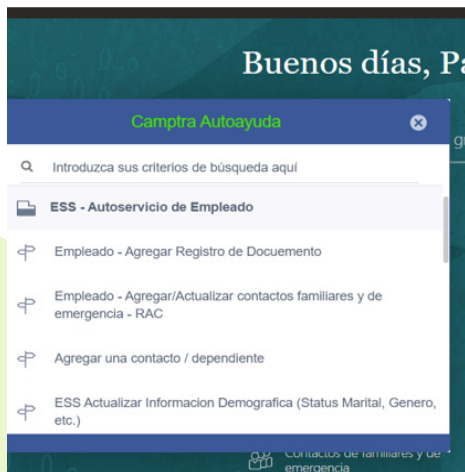 Buenos días, Pa
Camptra Autoayuda
Introduzca sus criterios de búsqueda aquí
ESS - Autoservicio de Empleado
Empleado - Agregar Registro de Docuemento
Empleado - Agregar/Actualizar contactos familiares y de
emergencia - RAC
Agregar una contacto / dependiente
ESS Actualizar Informacion Demografica (Status Marital, Genero,
etc.)
Contactos de familiares y de
emergencia